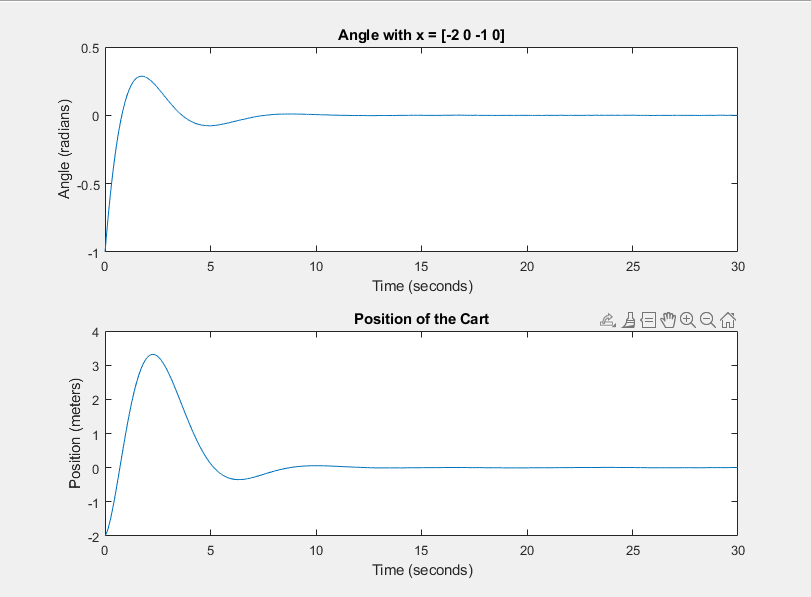 Angle with x = [-2 0 -1 0]
0.5
0
-0.5
-1
Angle (radians)
0 5 10 15 20 25 30
Time (seconds)
Position of the Cart
4
3
2
1
0
-1
-2
Position (meters)
0 5 10 15 20 25 30
Time (seconds)